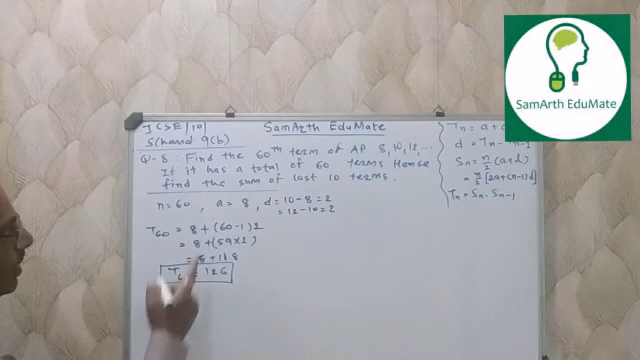 SamArth EduMate
ICSE/10/
S chand 9(b)
SamArth EduMate
Q-8: Find the 60th term of AP 8,10,12,...
If it has a total of 60 terms Hence
find the sum of last 10 terms.
n=60, a=8, d=10-8=2
=12-10=2
T60 = 8+(60-1)2
= 8+(59×2)
= 8+118
= 126
d = Tn - Tn-1
Sn = n/2 (a+l)
= n/2 [2a+(n-1)d]
Tn = Sn - Sn-1